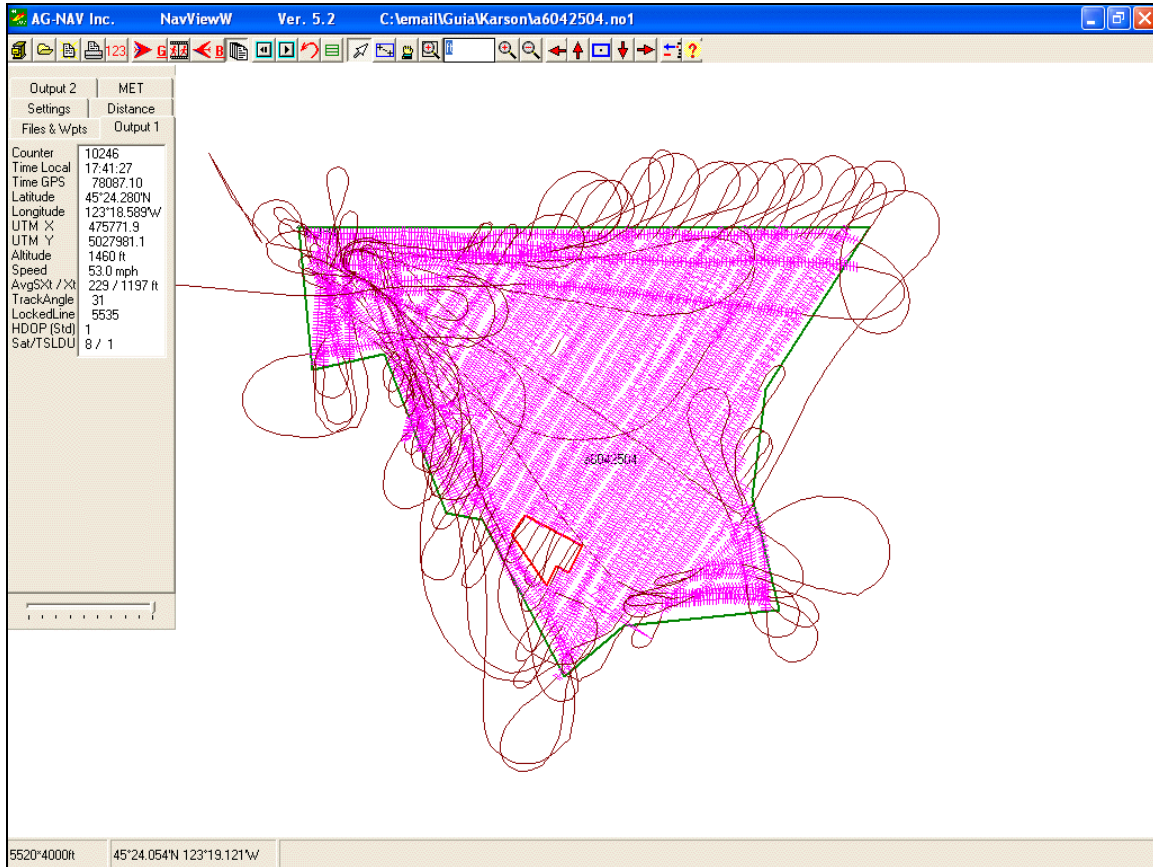 AG-NAV Inc. NavViewW Ver. 5.2 C:\email\Guia\Karson\a6042504.no1
123 G B ?
Output 2 MET
Settings Distance
Files & Wpts Output 1
Counter 10246
Time Local 17:41:27
Time GPS 78087.10
Latitude 45°24.280'N
Longitude 123°18.589'W
UTM X 475771.9
UTM Y 5027981.1
Altitude 1460 ft
Speed 53.0 mph
AvgSXt / Xt 229 / 1197 ft
TrackAngle 31
LockedLine 5535
HDOP (Std) 1
Sat/TSLDU 8 / 1
a6042504
5520*4000ft 45°24.054'N 123°19.121'W